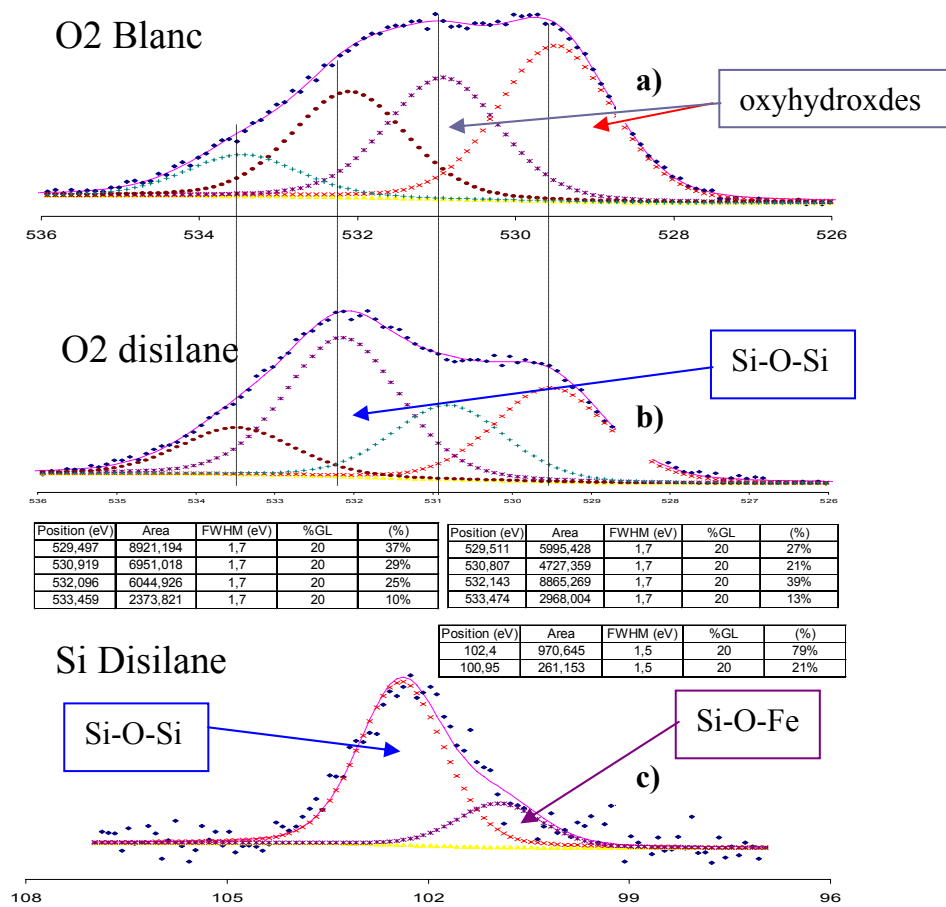 O2 Blanc
a)
oxyhydroxdes
536 534 532 530 528 526
O2 disilane
Si-O-Si
b)
536 535 534 533 532 531 530 529 528 527 526
Position (eV) Area FWHM (eV) %GL (%)
529,497 8921,194 1,7 20 37%
530,919 6951,018 1,7 20 29%
532,096 6044,926 1,7 20 25%
533,459 2373,821 1,7 20 10%
Position (eV) Area FWHM (eV) %GL (%)
529,511 5995,428 1,7 20 27%
530,807 4727,359 1,7 20 21%
532,143 8865,269 1,7 20 39%
533,474 2968,004 1,7 20 13%
Position (eV) Area FWHM (eV) %GL (%)
102,4 970,645 1,5 20 79%
100,95 261,153 1,5 20 21%
Si Disilane
Si-O-Si
Si-O-Fe
c)
108 105 102 99 96